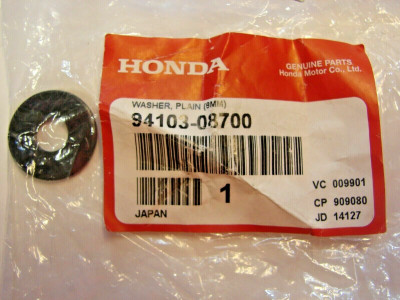 HONDA
GENUINE PARTS
Honda Motor Co., Ltd.
WASHER, PLAIN (9MM)
94103-08700
1
VC 009901
CP 909080
JD 14127
JAPAN